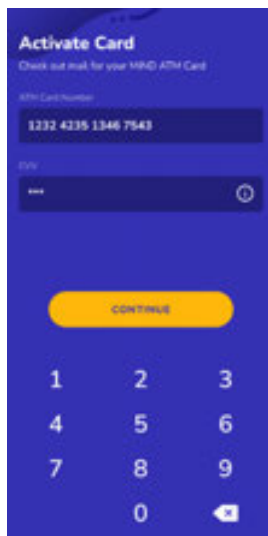 Activate Card
Check out mail for your MIND ATM Card
ATM Card Number
1232 4235 1346 7543
CVV
***
CONTINUE
1 2 3
4 5 6
7 8 9
0